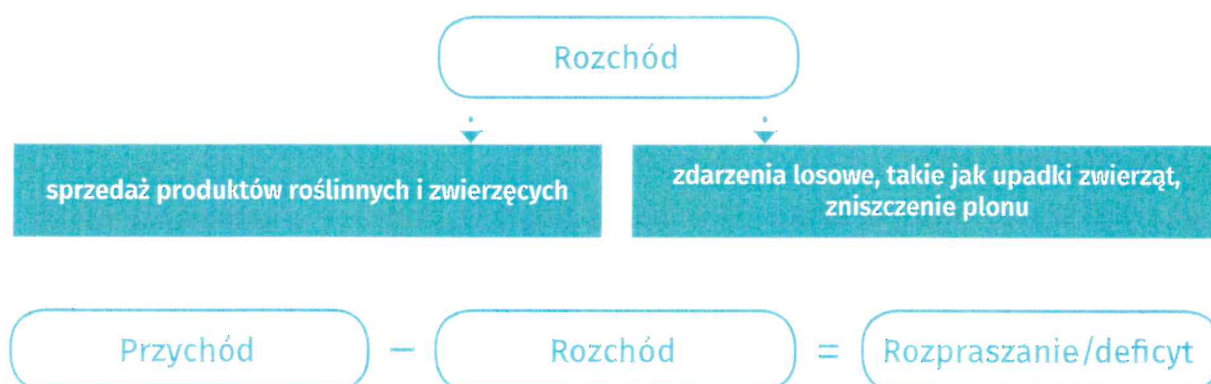 Rozchód
sprzedaż produktów roślinnych i zwierzęcych
zdarzenia losowe, takie jak upadki zwierząt,
zniszczenie plonu
Przychód – Rozchód = Rozpraszanie/deficyt